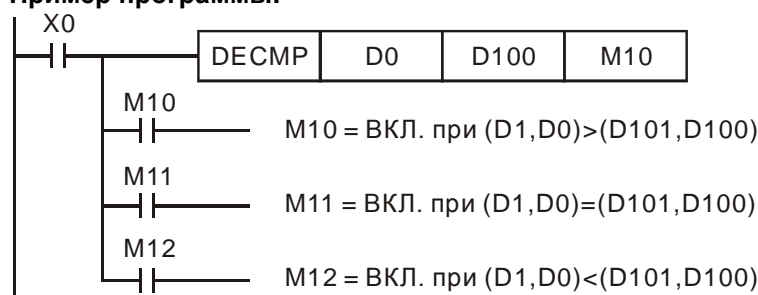 Пример программы:
X0
DECMP D0 D100 M10
M10
M10 = ВКЛ. при (D1,D0)>(D101,D100)
M11
M11 = ВКЛ. при (D1,D0)=(D101,D100)
M12
M12 = ВКЛ. при (D1,D0)<(D101,D100)